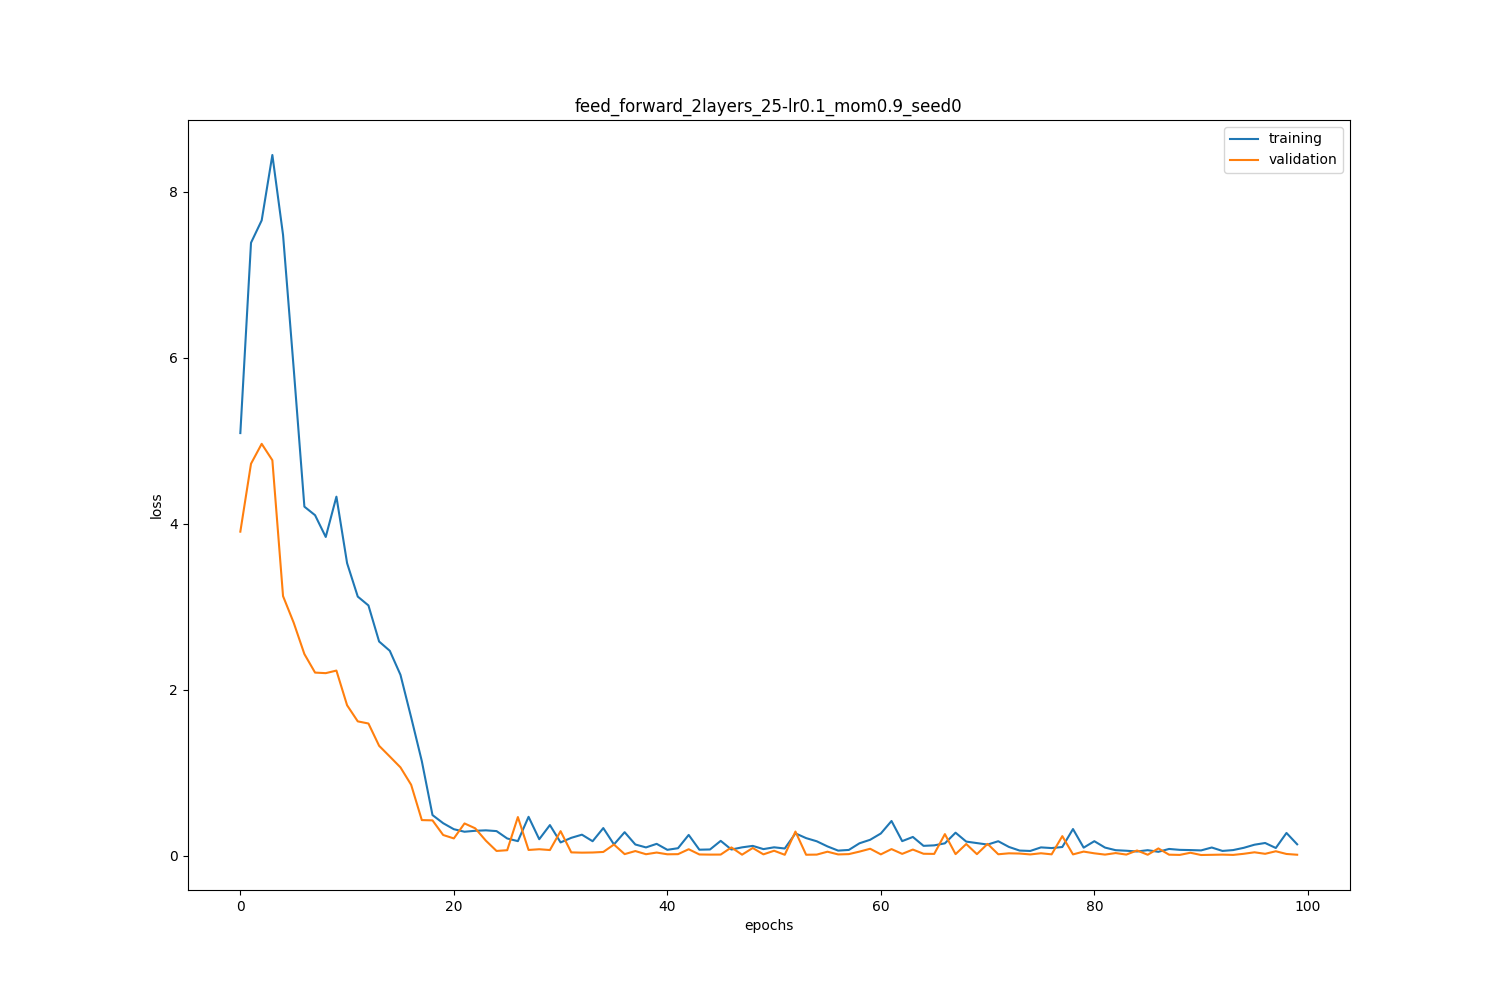 feed_forward_2layers_25-lr0.1_mom0.9_seed0
training
validation
8
6
4
2
0
loss
0 20 40 60 80 100
epochs